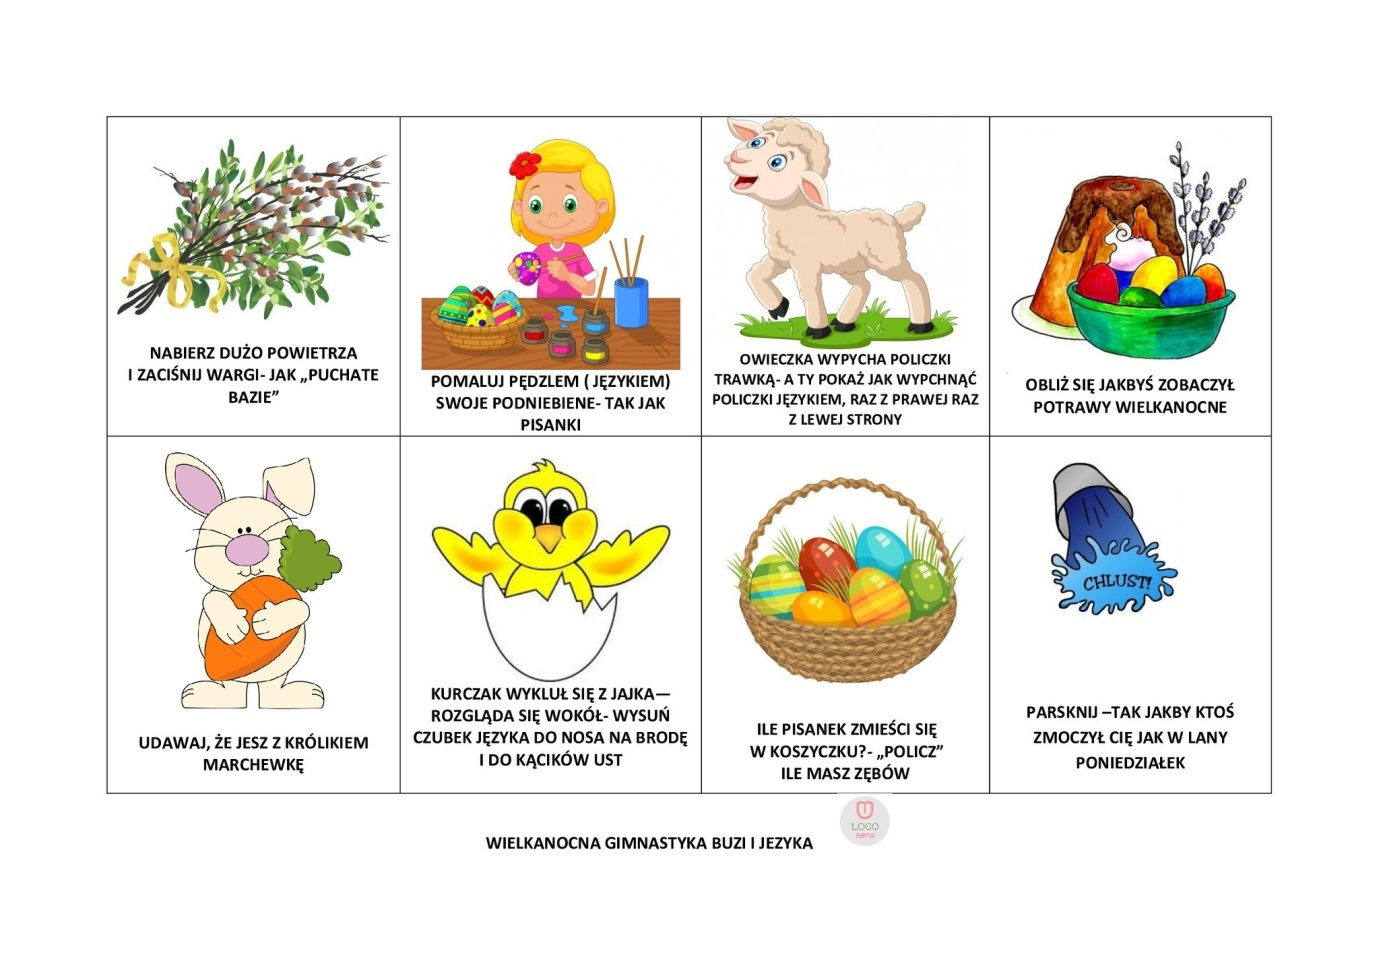 NABIERZ DUŻO POWIETRZA
I ZACIŚNIJ WARGI- JAK „PUCHATE
BAZIE”
POMALUJ PĘDZLEM ( JĘZYKIEM)
SWOJE PODNIEBIENE- TAK JAK
PISANKI
OWIECZKA WYPYCHA POLICZKI
TRAWKĄ- A TY POKAŻ JAK WYPCHNĄĆ
POLICZKI JĘZYKIEM, RAZ Z PRAWEJ RAZ
Z LEWEJ STRONY
OBLIŻ SIĘ JAKBYŚ ZOBACZYŁ
POTRAWY WIELKANOCNE
UDAWAJ, ŻE JESZ Z KRÓLIKIEM
MARCHEWKĘ
KURCZAK WYKLUŁ SIĘ Z JAJKA—
ROZGLĄDA SIĘ WOKÓŁ- WYSUŃ
CZUBEK JĘZYKA DO NOSA NA BRODĘ
I DO KĄCIKÓW UST
ILE PISANEK ZMIEŚCI SIĘ
W KOSZYCZKU?- „POLICZ”
ILE MASZ ZĘBÓW
CHLUST!
PARSKNIJ –TAK JAKBY KTOŚ
ZMOCZYŁ CIĘ JAK W LANY
PONIEDZIAŁEK
WIELKANOCNA GIMNASTYKA BUZI I JEZYKA
LOGO
sens